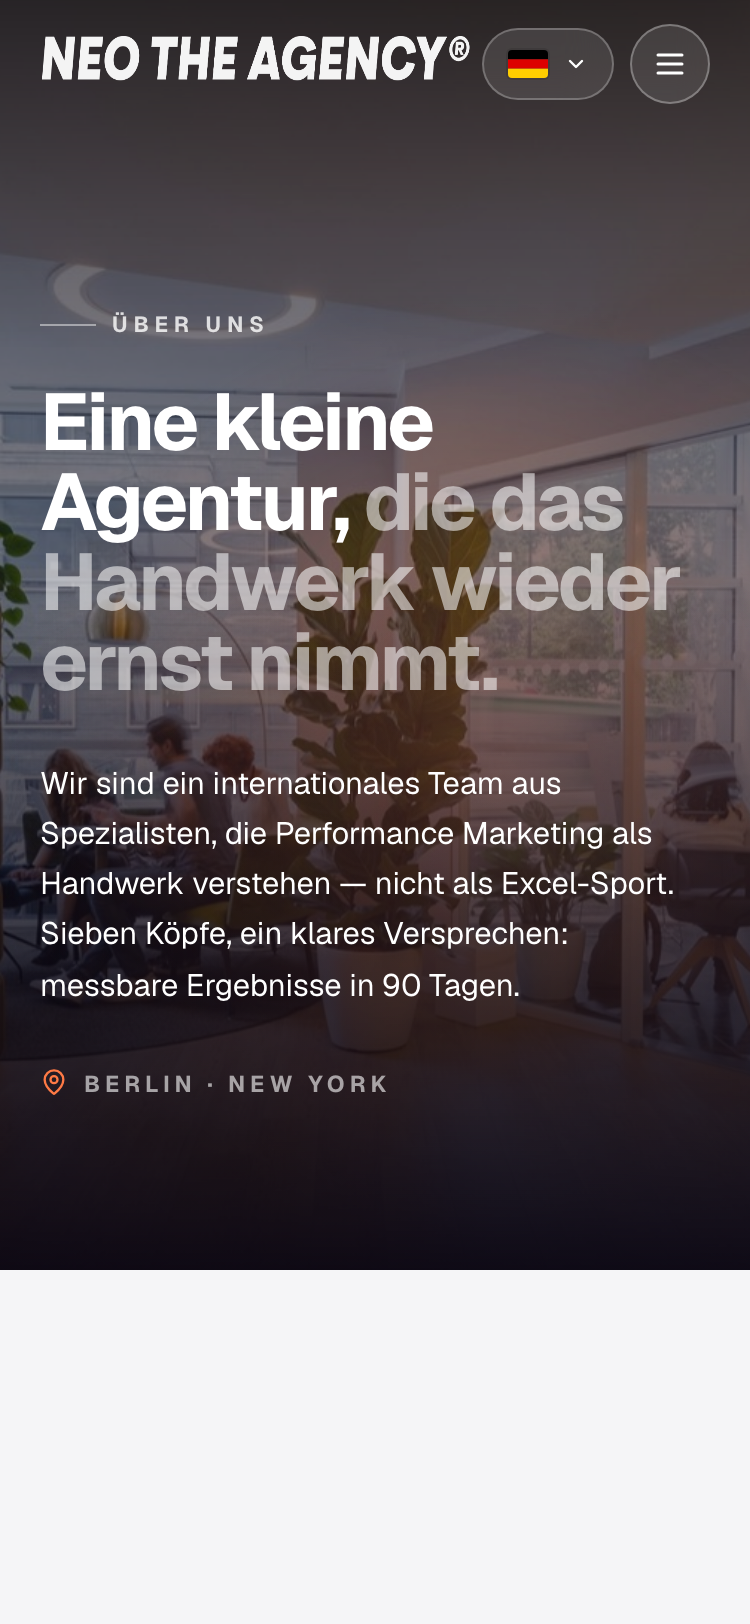 NEO THE AGENCY®
ÜBER UNS
Eine kleine
Agentur, die das
Handwerk wieder
ernst nimmt.
Wir sind ein internationales Team aus
Spezialisten, die Performance Marketing als
Handwerk verstehen — nicht als Excel-Sport.
Sieben Köpfe, ein klares Versprechen:
messbare Ergebnisse in 90 Tagen.
BERLIN · NEW YORK